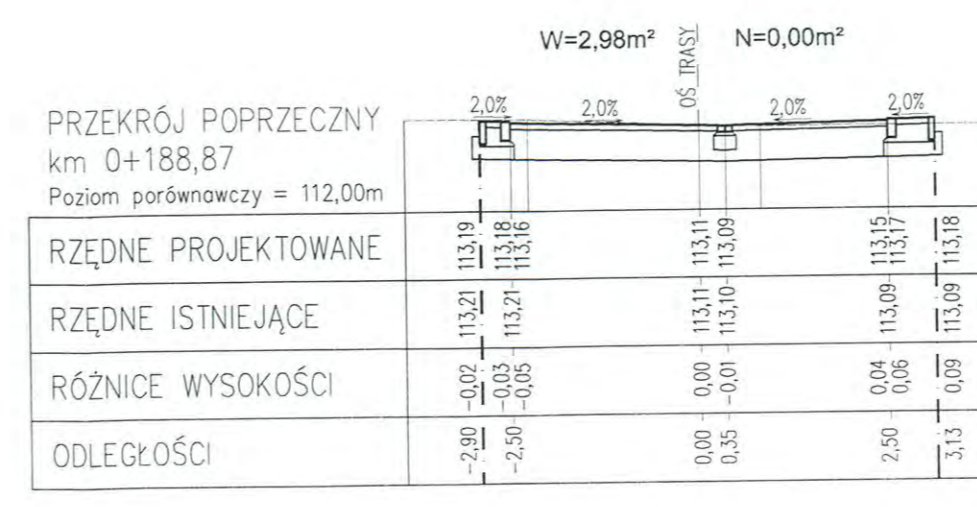 W=2,98m² OŚ TRASY N=0,00m²
2,0% 2,0% 2,0% 2,0%
PRZEKRÓJ POPRZECZNY
km 0+188,87
Poziom porównawczy = 112,00m
RZĘDNE PROJEKTOWANE 113,19 113,18 113,16 113,11 113,09 113,15 113,17 113,18
RZĘDNE ISTNIEJĄCE 113,21 113,21 113,11 113,10 113,09 113,09
RÓŻNICE WYSOKOŚCI -0,02 -0,03 -0,05 0,00 -0,01 0,04 0,06 0,09
ODLEGŁOŚCI -2,90 -2,50 0,00 0,35 2,50 3,13